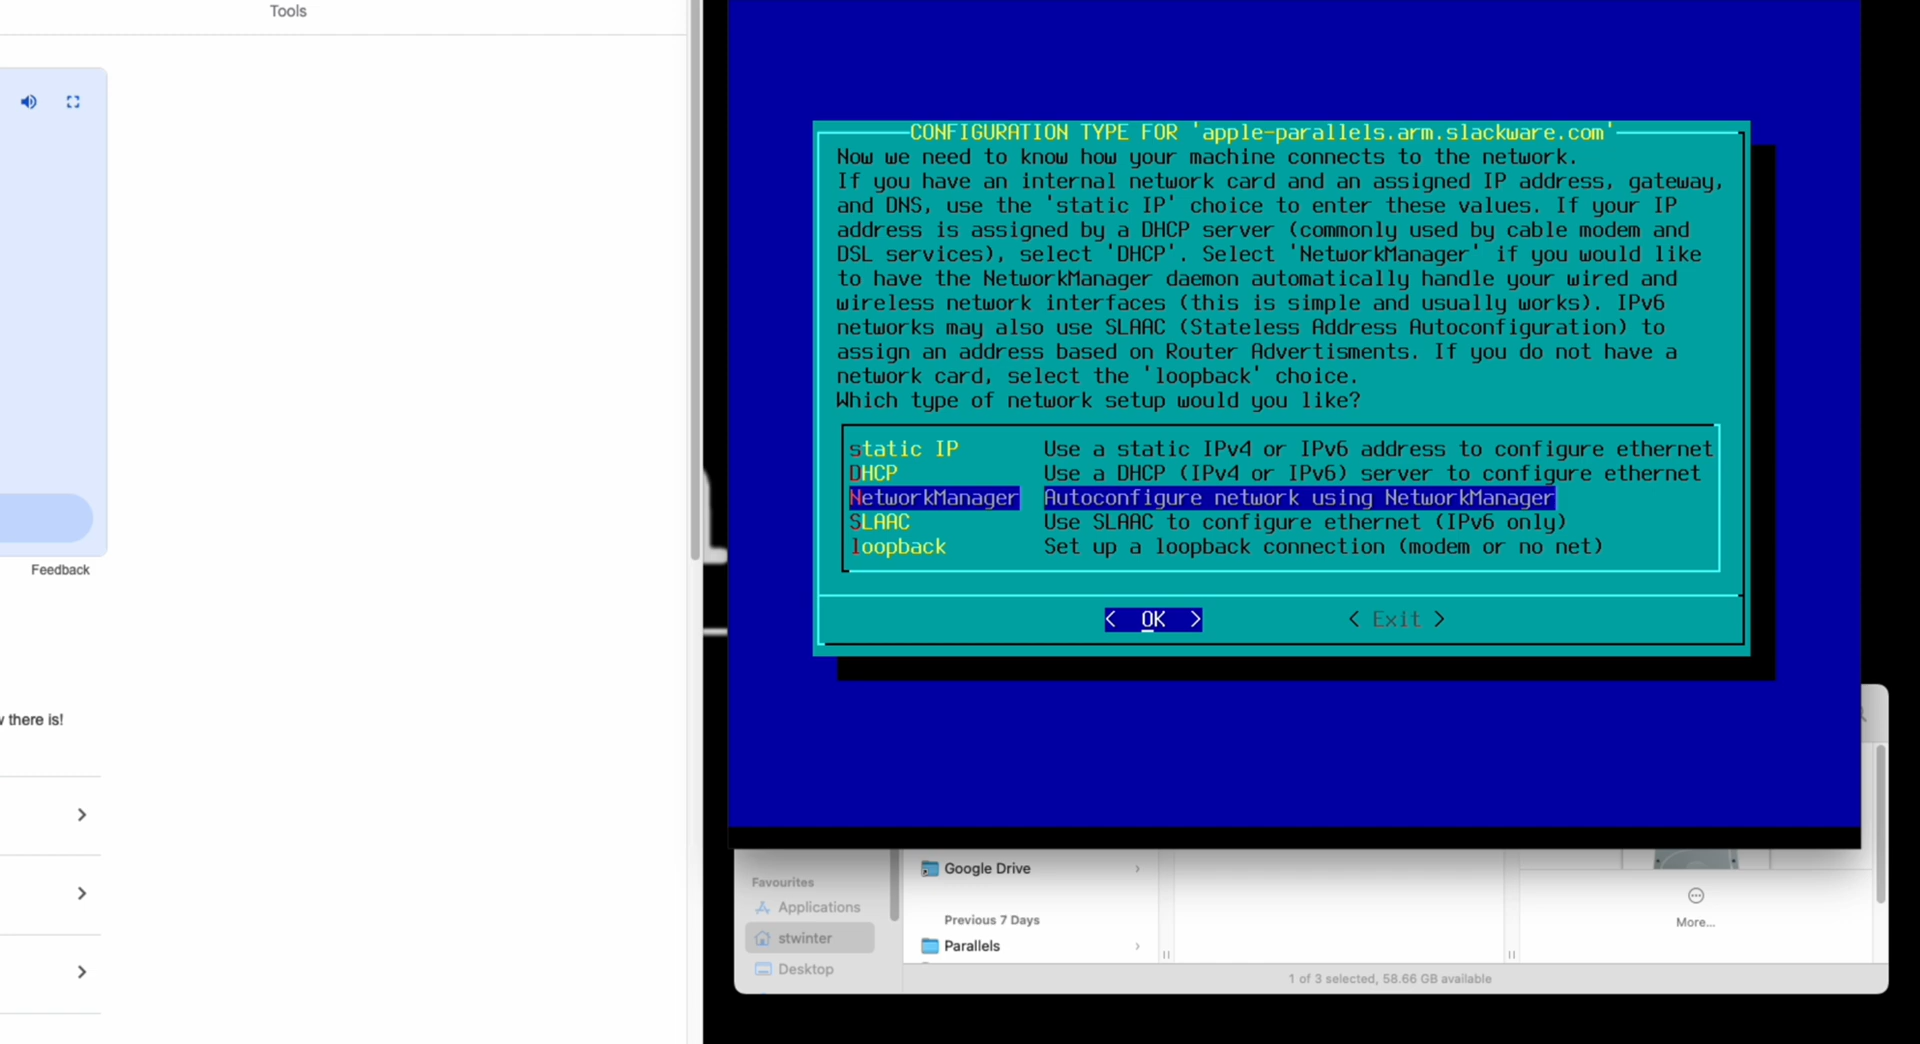 Tools
Feedback
there is!
CONFIGURATION TYPE FOR 'apple-parallels.arm.slackware.com'
Now we need to know how your machine connects to the network.
If you have an internal network card and an assigned IP address, gateway,
and DNS, use the 'static IP' choice to enter these values. If your IP
address is assigned by a DHCP server (commonly used by cable modem and
DSL services), select 'DHCP'. Select 'NetworkManager' if you would like
to have the NetworkManager daemon automatically handle your wired and
wireless network interfaces (this is simple and usually works). IPv6
networks may also use SLAAC (Stateless Address Autoconfiguration) to
assign an address based on Router Advertisments. If you do not have a
network card, select the 'loopback' choice.
Which type of network setup would you like?
static IP Use a static IPv4 or IPv6 address to configure ethernet
DHCP Use a DHCP (IPv4 or IPv6) server to configure ethernet
NetworkManager Autoconfigure network using NetworkManager
SLAAC Use SLAAC to configure ethernet (IPv6 only)
loopback Set up a loopback connection (modem or no net)
< OK > < Exit >
Favourites
Applications
stwinter
Desktop
Google Drive
Previous 7 Days
Parallels
More...
1 of 3 selected, 58.66 GB available